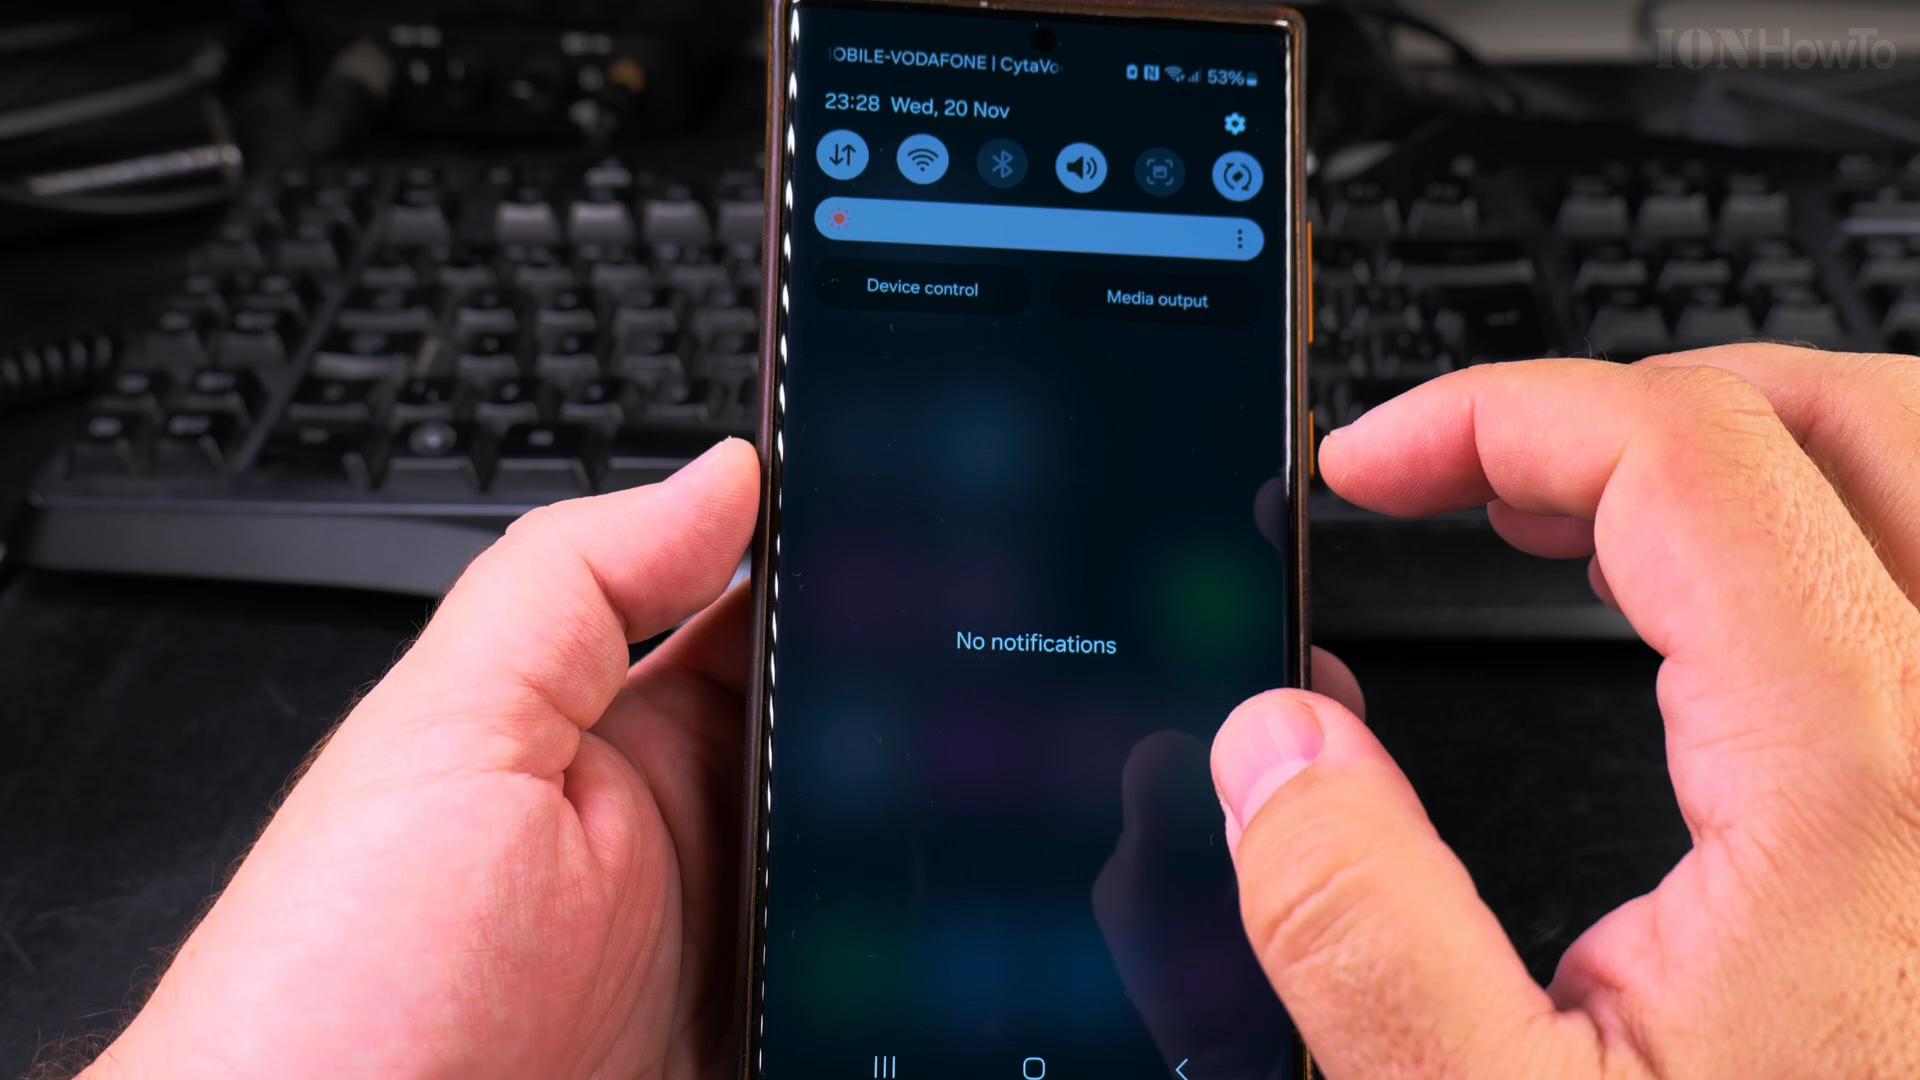 IONHowTo
OBILE-VODAFONE | CytaVo
53%
23:28 Wed, 20 Nov
Device control
Media output
No notifications